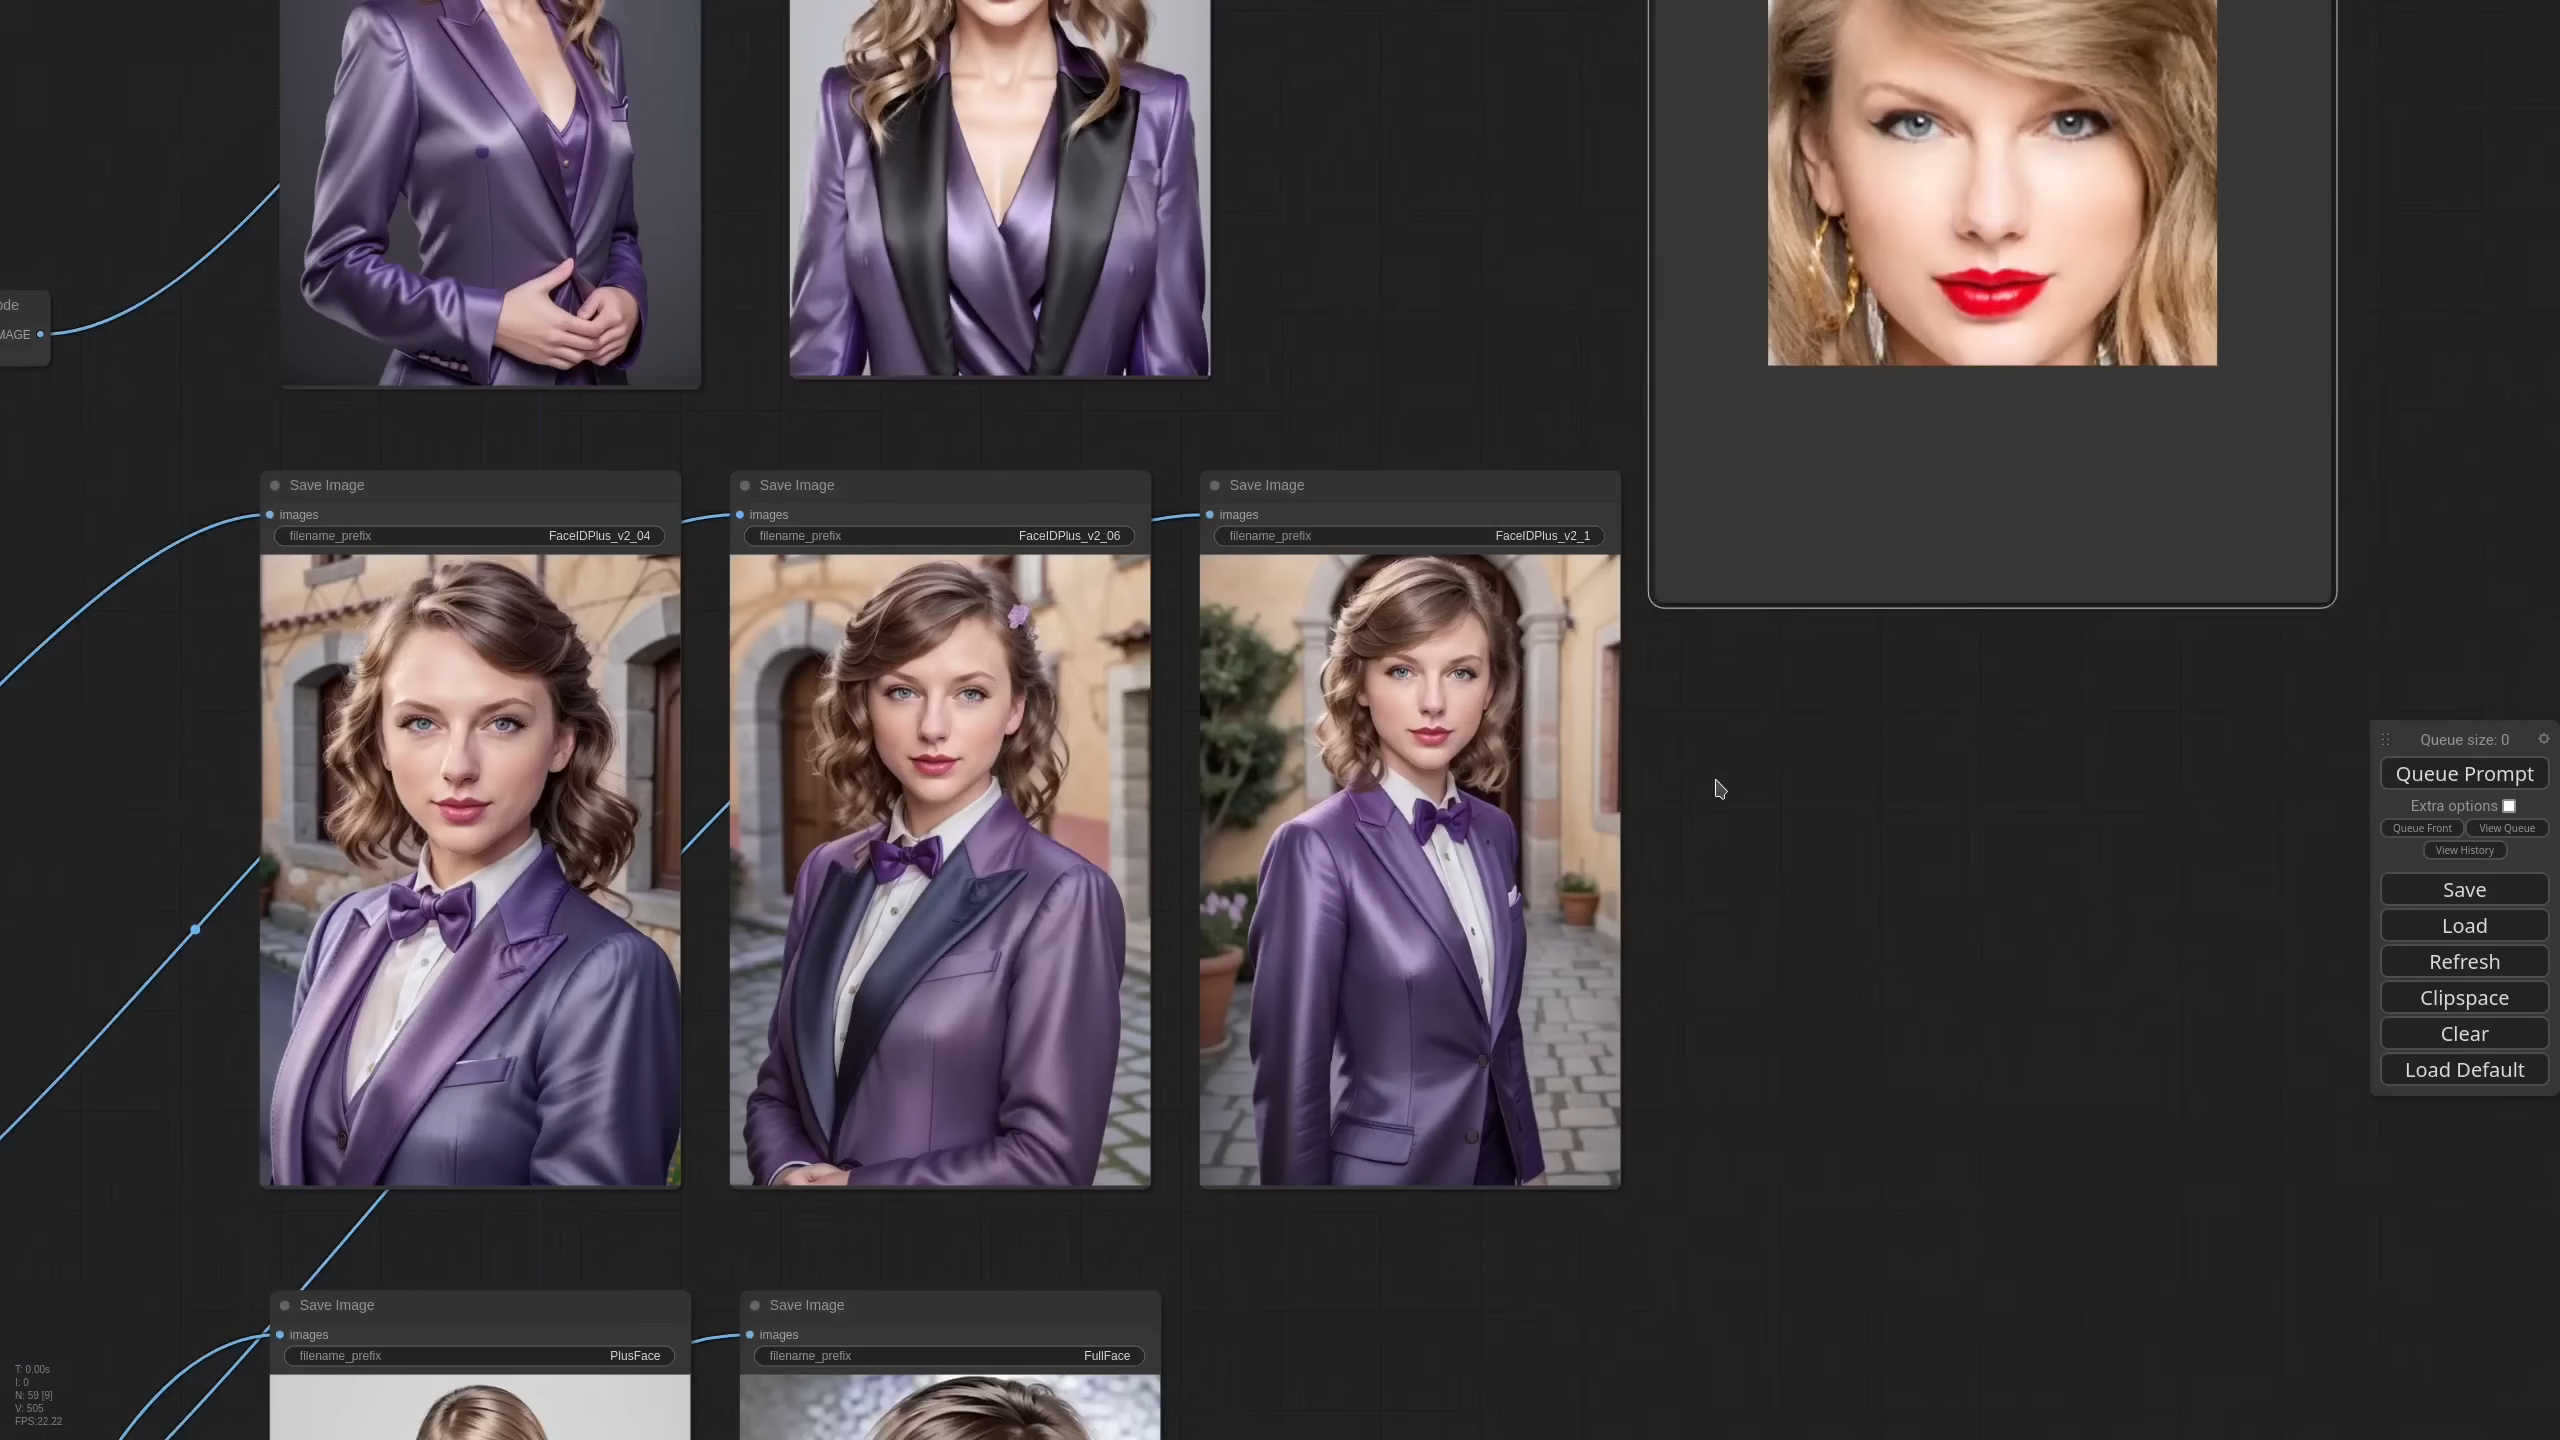 ode
MAGE
Save Image
images
filename_prefix FaceIDPlus_v2_04
Save Image
images
filename_prefix FaceIDPlus_v2_06
Save Image
images
filename_prefix FaceIDPlus_v2_1
Queue size: 0
Queue Prompt
Extra options
Queue Front View Queue
View History
Save
Load
Refresh
Clipspace
Clear
Load Default
Save Image
images
filename_prefix PlusFace
Save Image
images
filename_prefix FullFace
T: 0.00s
I: 0
N: 59 [9]
V: 505
FPS:22.22